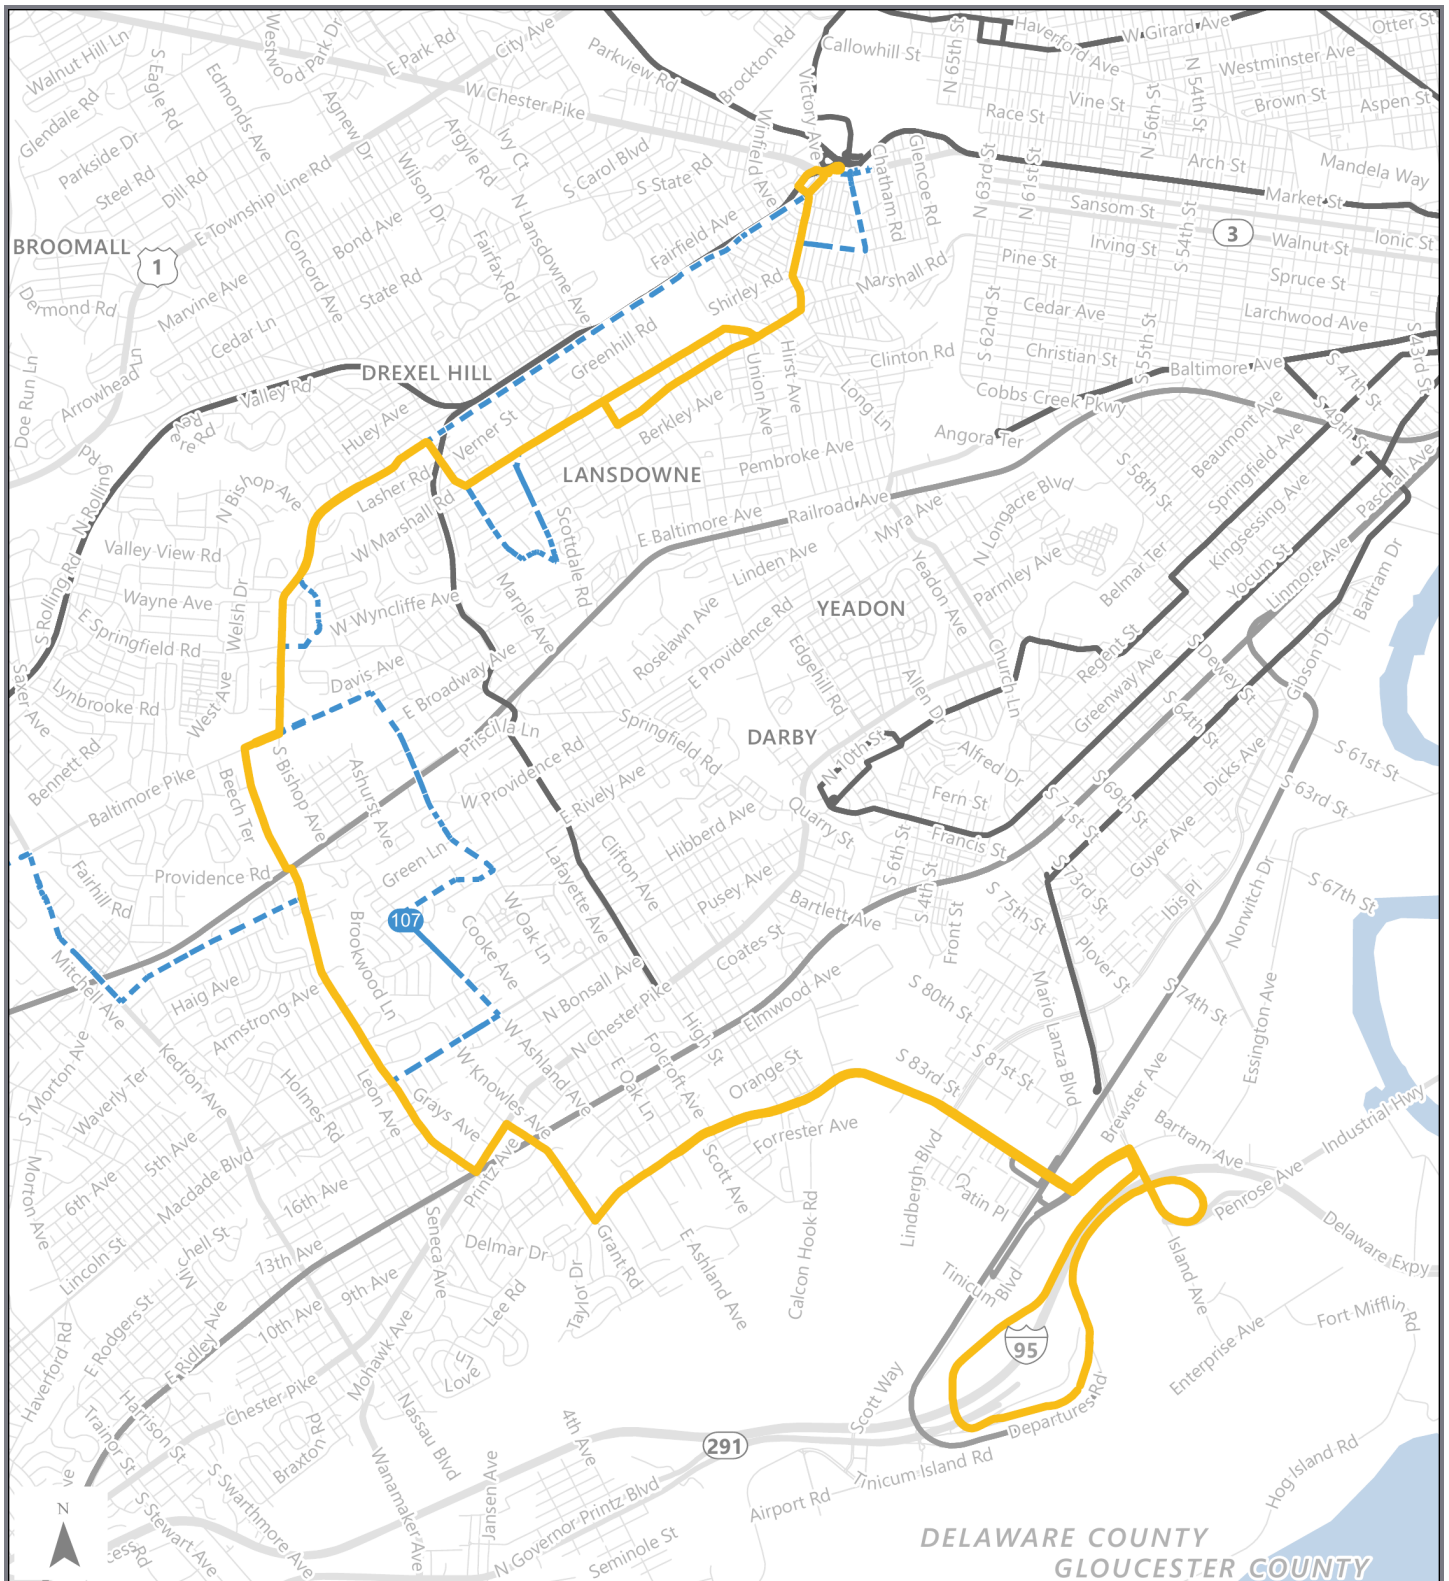 Walnut Hill Ln
S Eagle Rd
Westwood Park Dr
E Park Rd
City Ave
Parkview Rd
Brockton Rd
Callowhill St
N 65th St
Haverford Ave
W Girard Ave
Otter St
Westminster Ave
N 54th St
Brown St
Aspen St
Glendale Rd
Edmonds Ave
Agnew Dr
W Chester Pike
Victory Ave
Race St
Vine St
N 56th St
Parkside Dr
Argyle Rd
Ivy Ct
Winfield Ave
Arch St
Mandela Way
Steel Rd
Dill Rd
E Township Line Rd
Wilson Dr
S Carol Blvd
S State Rd
Chatham Rd
Glencoe Rd
N 63rd St
N 61st St
Market St
Sansom St
BROOMALL
1
Bond Ave
N Lansdowne Ave
Fairfield Ave
3
Irving St
S 54th St
Walnut St
Ionic St
Concord Ave
Fairfax Rd
Marshall Rd
Pine St
Spruce St
Dermond Rd
Marvine Ave
State Rd
Shirley Rd
S 62nd St
Cedar Ave
Larchwood Ave
Cedar Ln
Greenhill Rd
Union Ave
Hirst Ave
Clinton Rd
Christian St
S 55th St
Baltimore Ave
S 47th St
S 43rd St
Doe Run Ln
Arrowhead Ln
DREXEL HILL
Valley Rd
Berkley Ave
Long Ln
Cobbs Creek Pkwy
S 49th St
Huey Ave
Verner St
Angora Ter
Beaumont Ave
N Rolling Rd
N Bishop Ave
Lasher Rd
LANSDOWNE
Pembroke Ave
S 58th St
Springfield Ave
Paschall Ave
W Marshall Rd
Scottdale Rd
E Baltimore Ave
Railroad Ave
Myra Ave
N Longacre Blvd
Kingsessing Ave
Valley View Rd
Linden Ave
Yeadon Ave
Parmley Ave
Belmar Ter
Yocum St
Linmore Ave
Bartram Dr
S Rolling Rd
Wayne Ave
Welsh Dr
W Wyncliffe Ave
Marple Ave
YEADON
E Springfield Rd
Roselawn Ave
E Providence Rd
Edgehill Rd
Church Ln
Regent St
S Dewey St
Gibson Dr
Saxer Ave
Lynbrooke Rd
West Ave
Davis Ave
E Broadway Ave
Allen Dr
Greenway Ave
S 64th St
Bennett Rd
S Bishop Ave
Priscilla Ln
Springfield Rd
DARBY
N 10th St
Alfred Dr
Dicks Ave
S 61st St
Baltimore Pike
Beech Ter
Ashurst Ave
W Providence Rd
E Rively Ave
Fern St
S 69th St
S 63rd St
Hibberd Ave
Quarry St
Francis St
S 71st St
Guyer Ave
Fairhill Rd
Providence Rd
Green Ln
Lafayette Ave
Clifton Ave
Pusey Ave
S 6th St
S 4th St
S 73rd St
Ibis Pl
S 67th St
107
Brookwood Ln
W Oak Ln
Cooke Ave
Bartlett Ave
Front St
S 75th St
Norwitch Dr
Mitchell Ave
Haig Ave
Coates St
Plover St
Armstrong Ave
N Bonsall Ave
N Chester Pike
Elmwood Ave
S 80th St
Mario Lanza Blvd
S 74th St
Essington Ave
S Morton Ave
Kedron Ave
W Ashland Ave
High St
Waverly Ter
Holmes Rd
Leon Ave
Grays Ave
W Knowles Ave
E Oak Ln
Folcroft Ave
Orange St
S 83rd St
S 81st St
Brewster Ave
Industrial Hwy
Morton Ave
5th Ave
6th Ave
Macdade Blvd
16th Ave
Printz Ave
Scott Ave
Forrester Ave
Lindbergh Blvd
Patin Pl
Bartram Ave
Penrose Ave
Lincoln St
13th Ave
Seneca Ave
Delmar Dr
Grant Rd
E Ashland Ave
Calcon Hook Rd
Tinicum Blvd
Island Ave
Delaware Expy
9th Ave
Lee Rd
Taylor Dr
Fort Mifflin Rd
Haverford Rd
E Rodgers St
E Ridley Ave
10th Ave
Mohawk Ave
Love Ln
95
Enterprise Ave
Trainor St
Harrison St
Chester Pike
Nassau Blvd
Scott Way
Departures Rd
Braxton Rd
4th Ave
291
Tinicum Island Rd
Hog Island Rd
N
S Stewart Ave
S Swarthmore Ave
Wanamaker Ave
Jansen Ave
N Governor Printz Blvd
Airport Rd
Seminole St
DELAWARE COUNTY
GLOUCESTER COUNTY